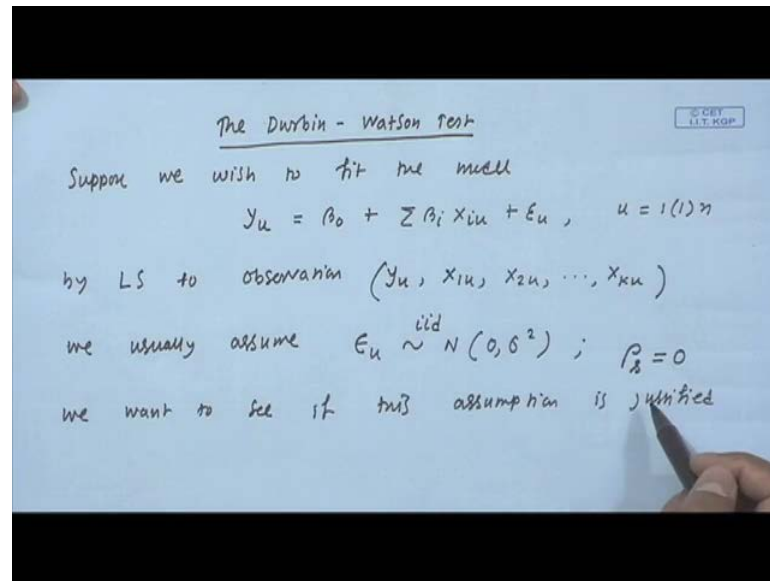 The Durbin - Watson Test
© CET
I.I.T. KGP
Suppose we wish to fit the model
yu = β0 + Σ βi Xiu + Eu , u = 1(1)n
by LS to observation (yu, X1u, X2u, ..., Xku)
we usually assume Eu iid ~ N(0, σ²) ; ρs = 0
we want to see if this assumption is justified